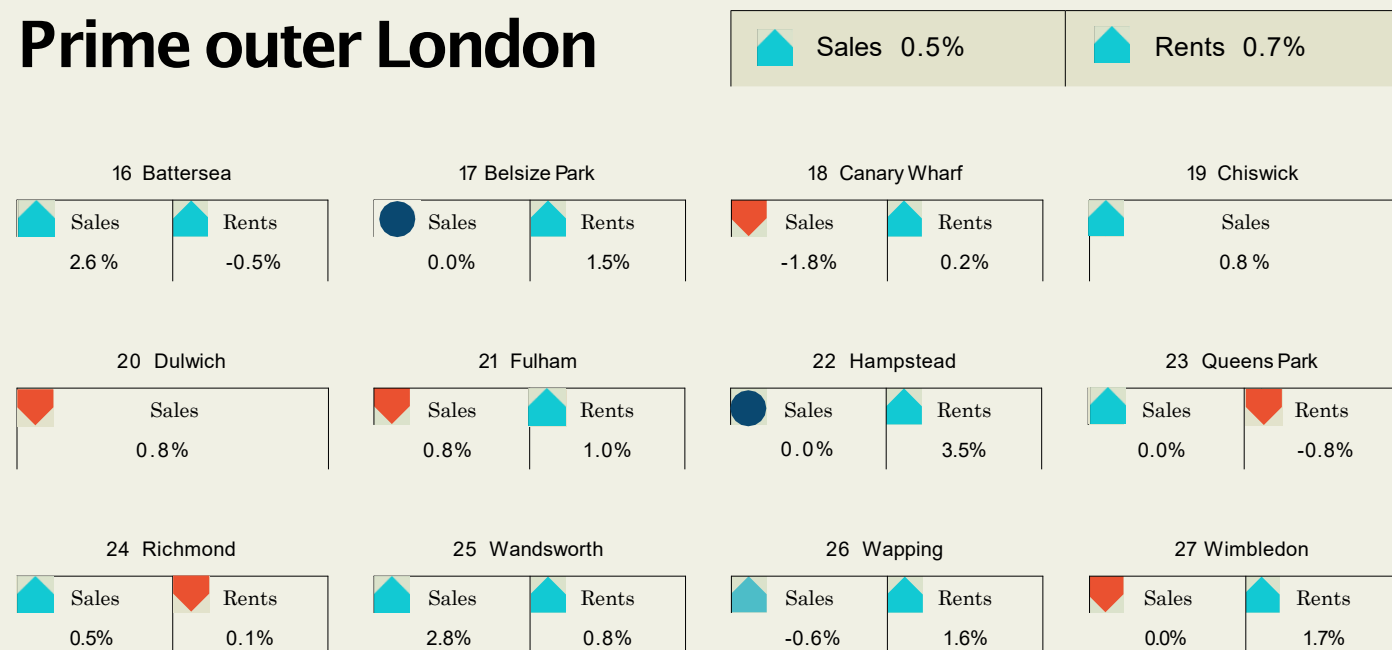 Prime outer London
Sales 0.5% Rents 0.7%
16 Battersea 17 Belsize Park 18 Canary Wharf 19 Chiswick
Sales Rents Sales Rents Sales Rents Sales
2.6 % -0.5% 0.0% 1.5% -1.8% 0.2% 0.8 %
20 Dulwich 21 Fulham 22 Hampstead 23 Queens Park
Sales Sales Rents Sales Rents Sales Rents
0.8% 0.8% 1.0% 0.0% 3.5% 0.0% -0.8%
24 Richmond 25 Wandsworth 26 Wapping 27 Wimbledon
Sales Rents Sales Rents Sales Rents Sales Rents
0.5% 0.1% 2.8% 0.8% -0.6% 1.6% 0.0% 1.7%